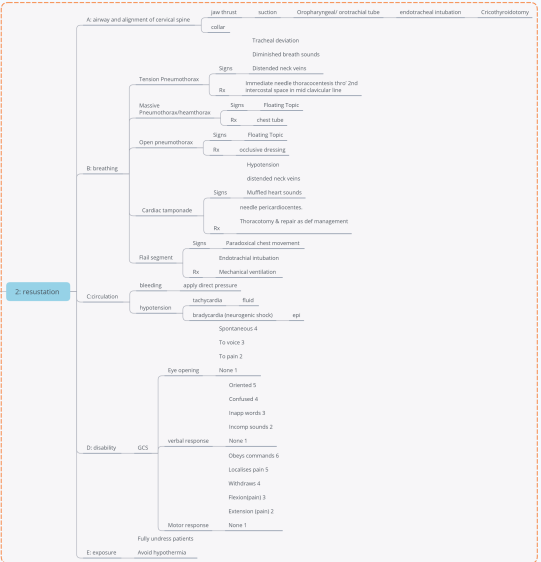 2: resustation
A: airway and alignment of cervical spine
jaw thrust
suction
Oropharyngeal/ orotrachial tube
endotracheal intubation
Cricothyroidotomy
collar
B: breathing
Tension Pneumothorax
Signs
Tracheal deviation
Diminished breath sounds
Distended neck veins
Rx
Immediate needle thoracocentesis thro' 2nd
intercostal space in mid clavicular line
Massive
Pneumothorax/heamthorax
Signs
Floating Topic
Rx
chest tube
Open pneumothorax
Signs
Floating Topic
Rx
occlusive dressing
Cardiac tamponade
Signs
Hypotension
distended neck veins
Muffled heart sounds
Rx
needle pericardiocentes.
Thoracotomy & repair as def management
Flail segment
Signs
Paradoxical chest movement
Rx
Endotrachial intubation
Mechanical ventilation
C:circulation
bleeding
apply direct pressure
hypotension
tachycardia
fluid
bradycardia (neurogenic shock)
epi
D: disability
GCS
Eye opening
Spontaneous 4
To voice 3
To pain 2
None 1
verbal response
Oriented 5
Confused 4
Inapp words 3
Incomp sounds 2
None 1
Motor response
Obeys commands 6
Localises pain 5
Withdraws 4
Flexion(pain) 3
Extension (pain) 2
None 1
E: exposure
Fully undress patients
Avoid hypothermia